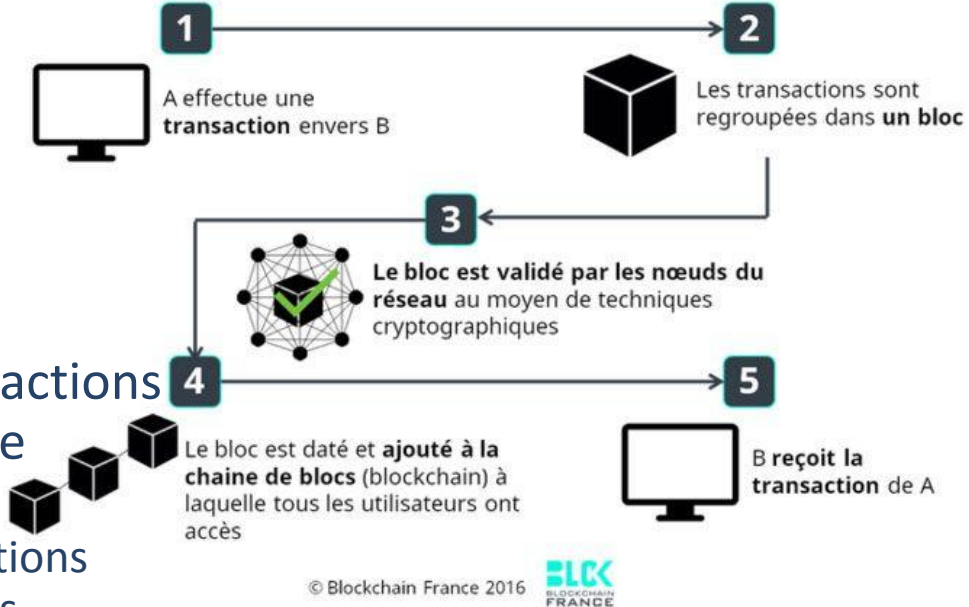 1
2
A effectue une
transaction envers B
Les transactions sont
regroupées dans un bloc
3
Le bloc est validé par les nœuds du
réseau au moyen de techniques
cryptographiques
actions
e
tions
4
5
Le bloc est daté et ajouté à la
chaine de blocs (blockchain) à
laquelle tous les utilisateurs ont
accès
B reçoit la
transaction de A
© Blockchain France 2016
BLCK
BLOCKCHAIN
FRANCE